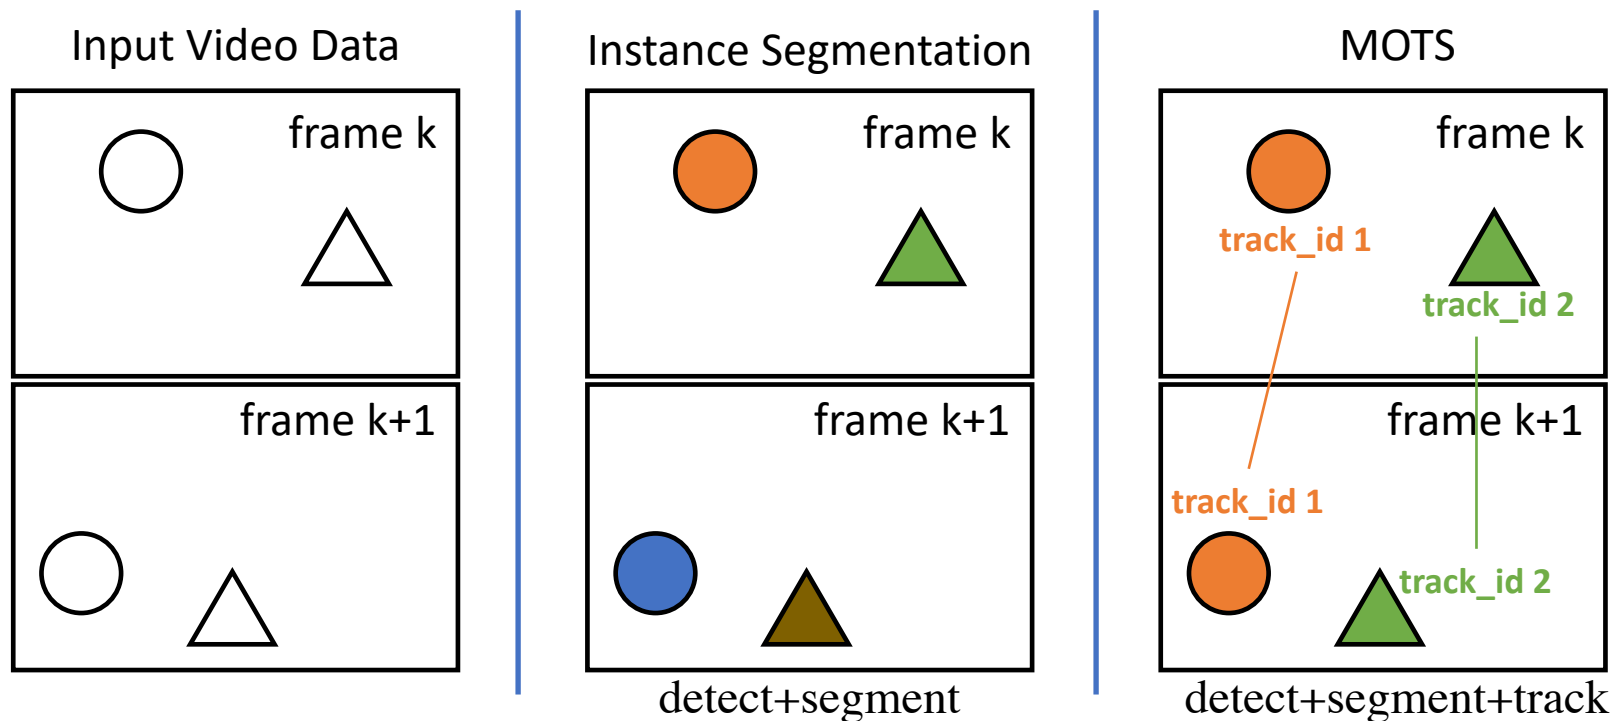 Input Video Data
frame k
frame k+1
Instance Segmentation
frame k
frame k+1
detect+segment
MOTS
frame k
track_id 1
track_id 2
frame k+1
track_id 1
track_id 2
detect+segment+track